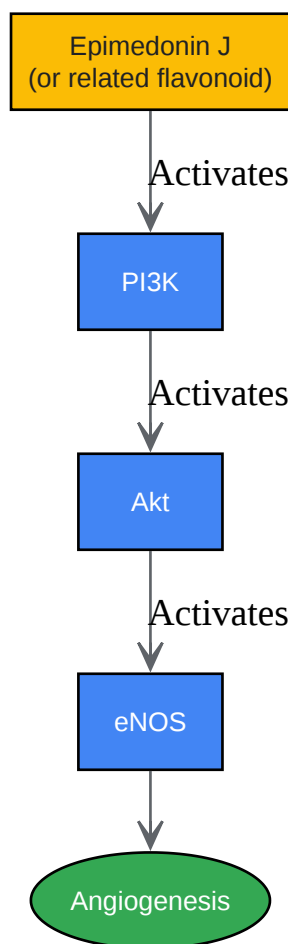 Epimedonin J
(or related flavonoid)
Activates
PI3K
Activates
Akt
Activates
eNOS
Angiogenesis